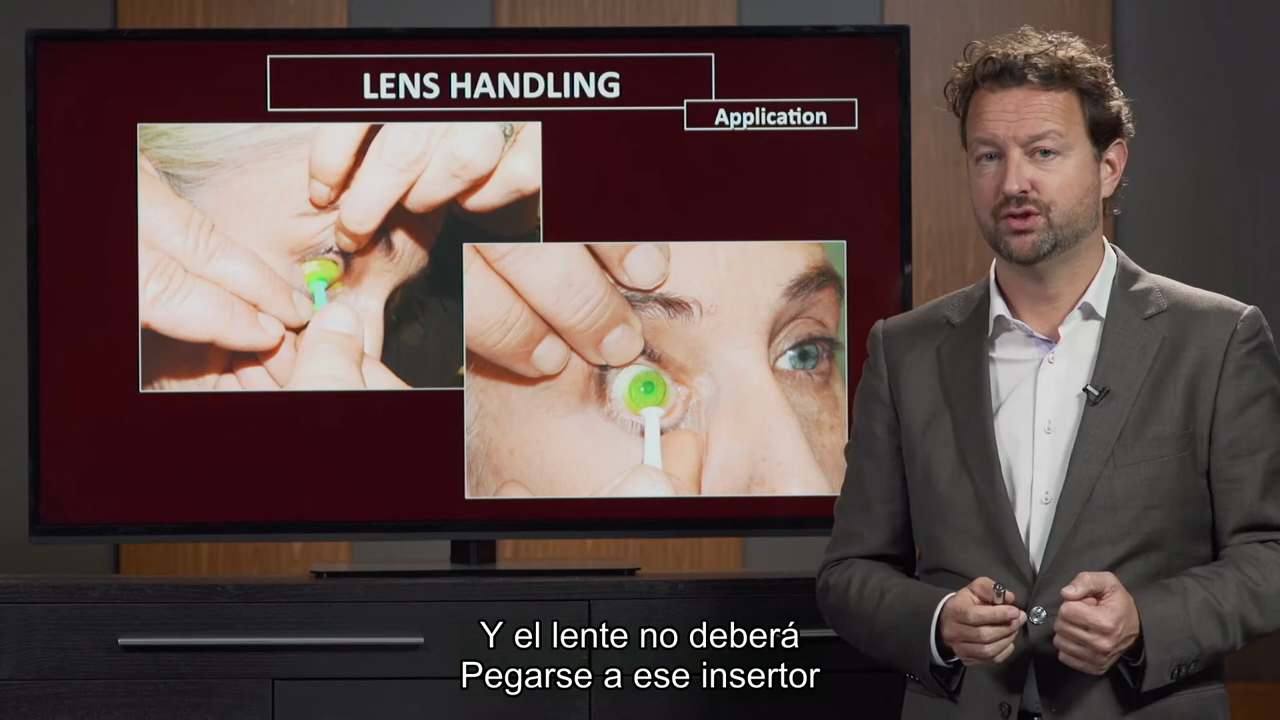 LENS HANDLING
Application
Y el lente no deberá
Pegarse a ese insertor